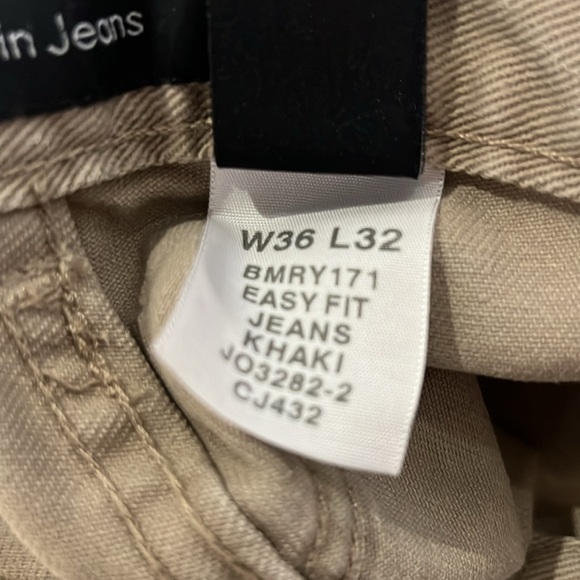 in Jeans
W36 L32
BMRY171
EASY FIT
JEANS
KHAKI
JO3282-2
CJ432